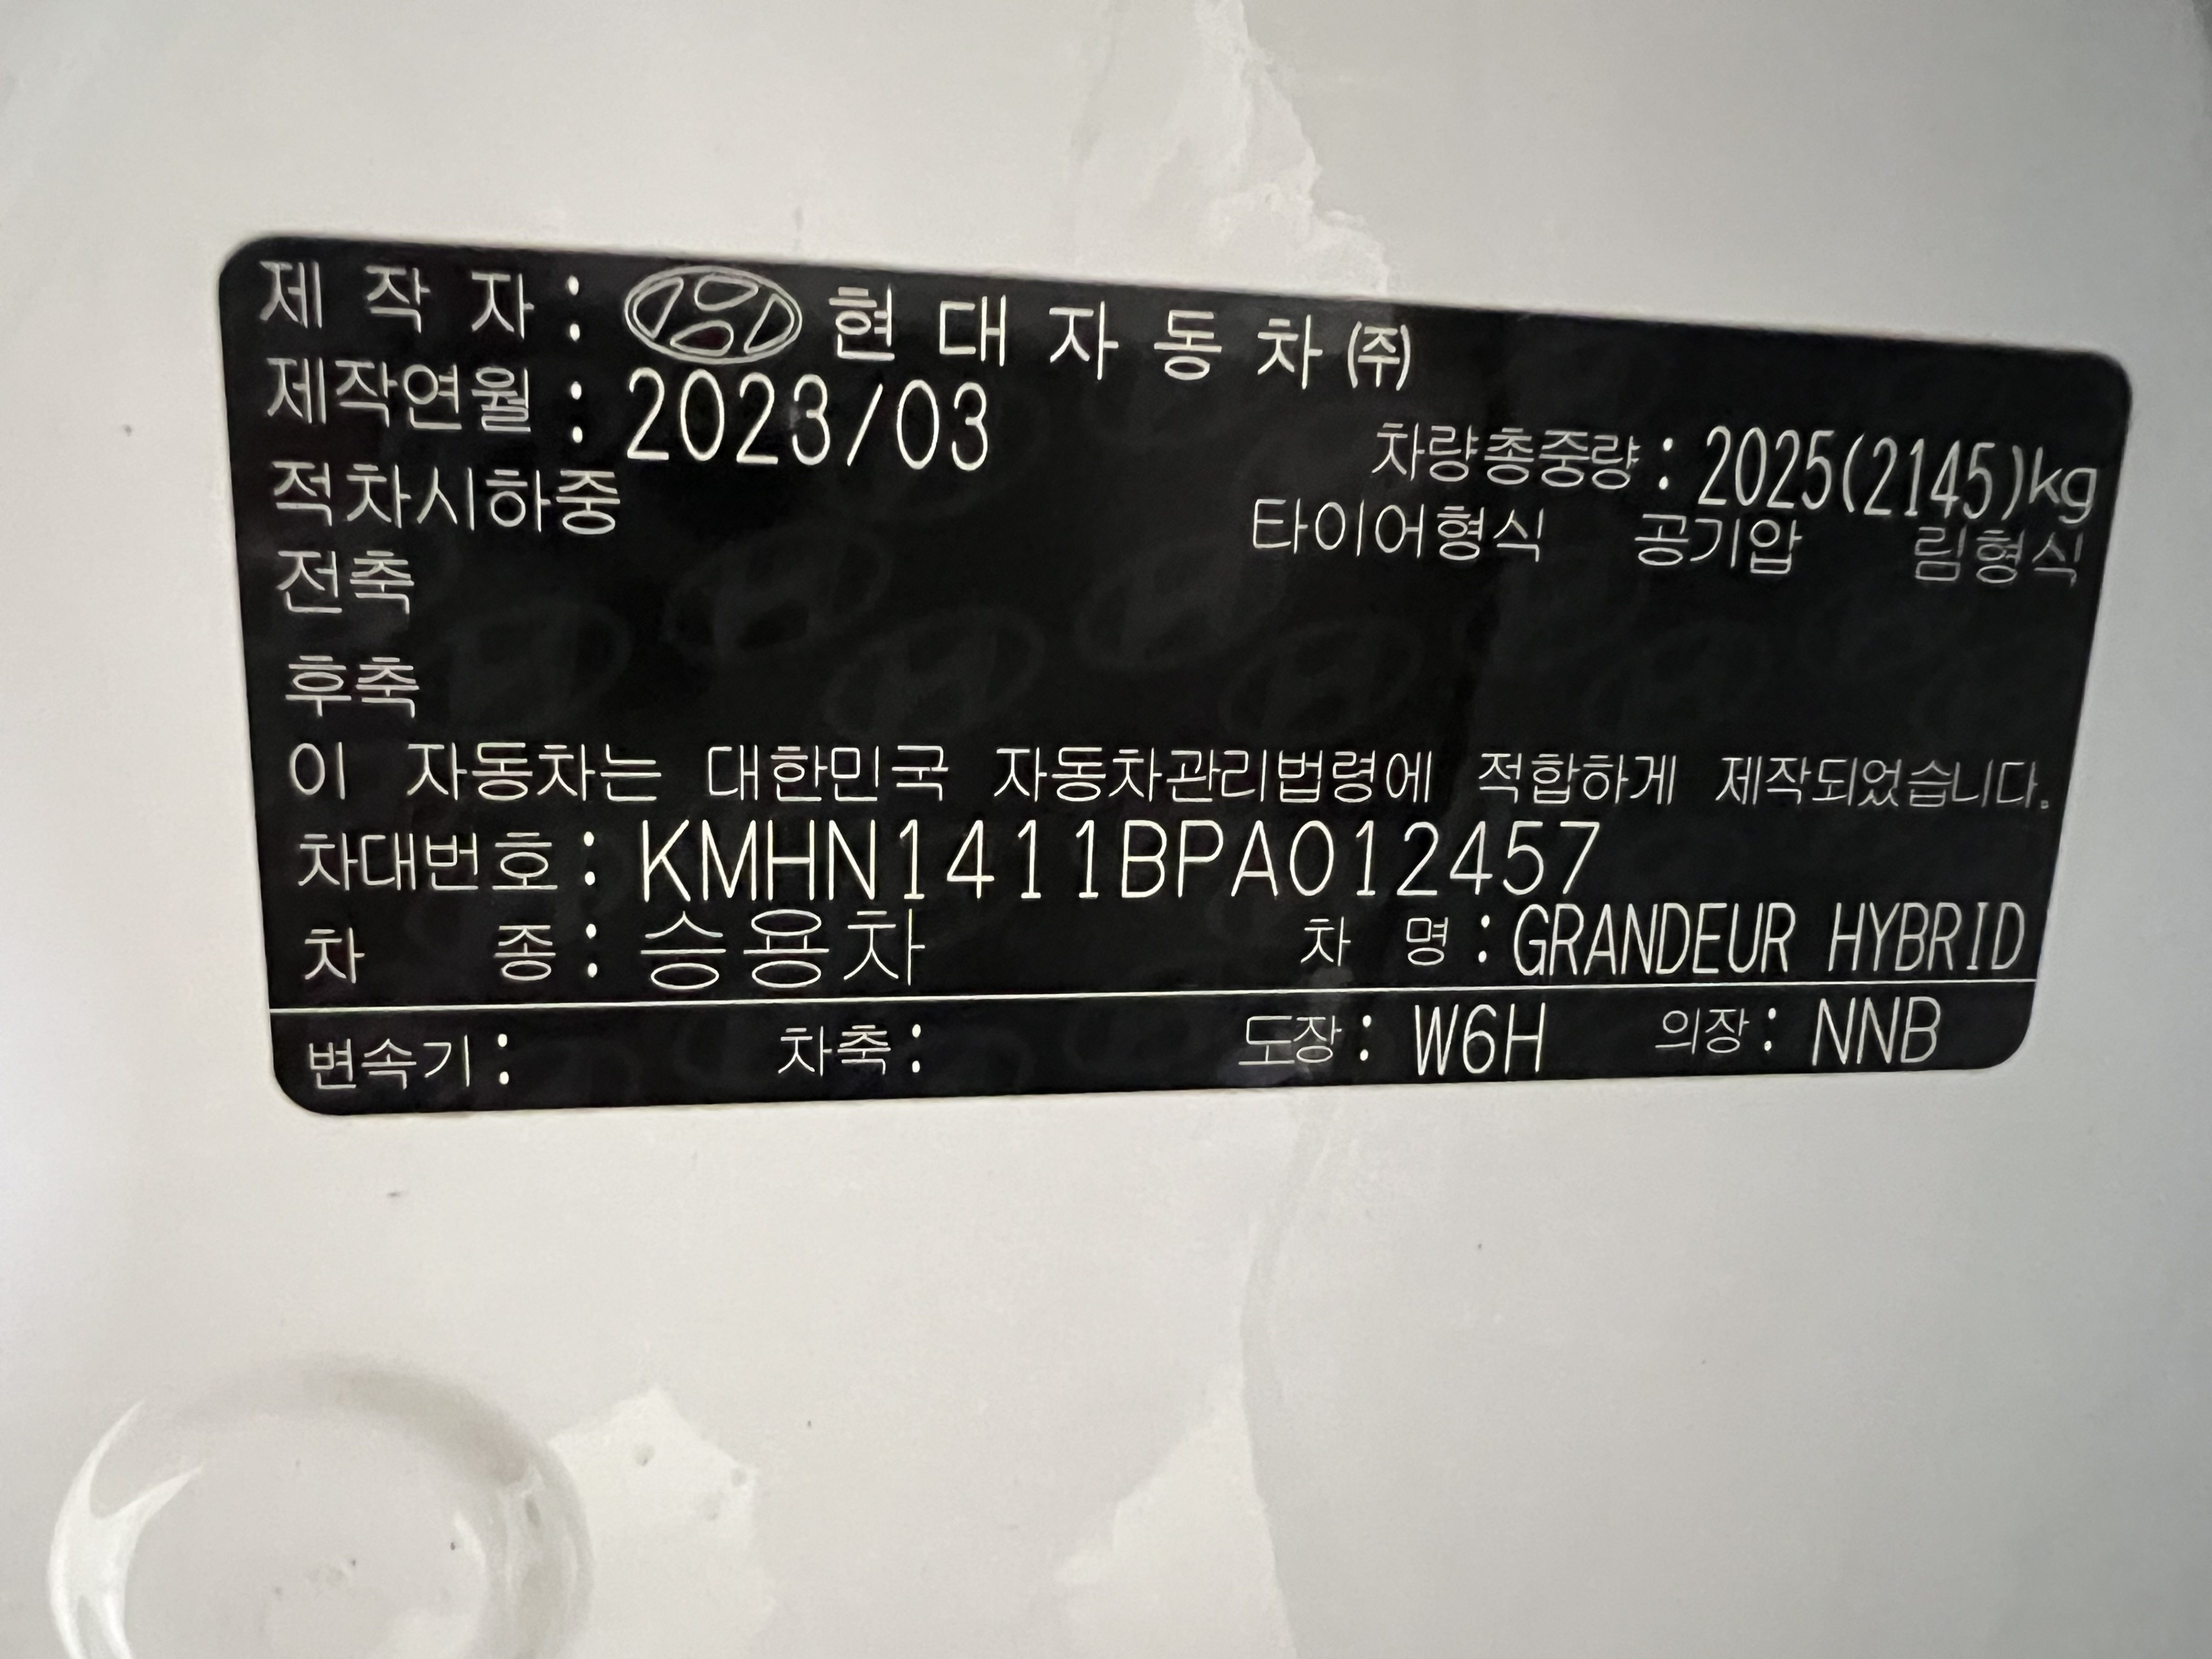 제 작 자 : 현 대 자 동 차 ㈜
제작연월 : 2023/03
차량총중량 : 2025(2145)kg
적차시하중 타이어형식 공기압 림형식
전축
후축
이 자동차는 대한민국 자동차관리법령에 적합하게 제작되었습니다.
차대번호 : KMHN1411BPA012457
차 종 : 승용차 차 명 : GRANDEUR HYBRID
변속기 : 차축 : 도장 : W6H 의장 : NNB